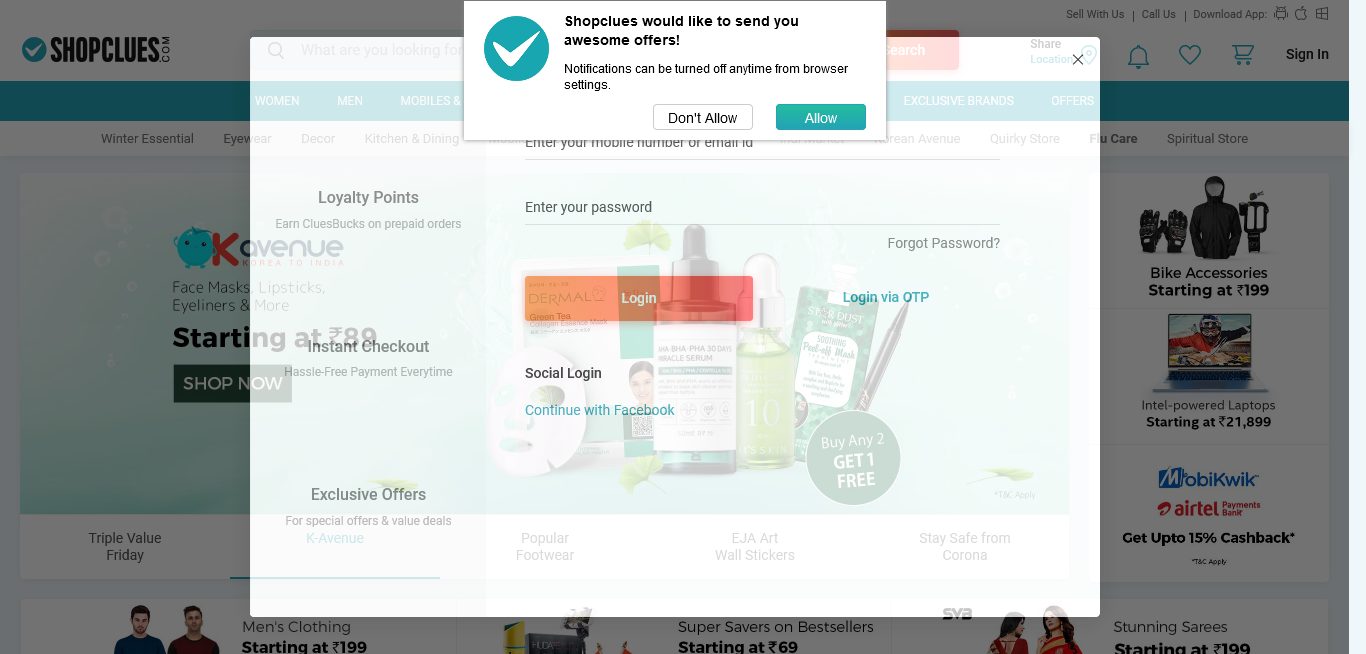 Shopclues would like to send you
awesome offers!
Notifications can be turned off anytime from browser
settings.
Don't Allow
Allow
Sell With Us | Call Us | Download App:
SHOPCLUES.COM
What are you looking for
Search
Share
Location
Sign In
WOMEN
MEN
MOBILES &
EXCLUSIVE BRANDS
OFFERS
Winter Essential
Eyewear
Decor
Kitchen & Dining
Korean Avenue
Quirky Store
Flu Care
Spiritual Store
Enter your mobile number or email id
Enter your password
Forgot Password?
Login
Login via OTP
Social Login
Continue with Facebook
Loyalty Points
Earn CluesBucks on prepaid orders
Instant Checkout
Hassle-Free Payment Everytime
Exclusive Offers
For special offers & value deals
Kavenue
KOREA TO INDIA
Face Masks, Lipsticks,
Eyeliners & More
Starting at ₹89
SHOP NOW
DERMAL
Green Tea
Collagen Essence Mask
AHA·BHA·PHA 30 DAYS
MIRACLE SERUM
SOME BY MI
10
STAR DUST
SOOTHING
Peel-off Mask
Buy Any 2
GET 1
FREE
*T&C Apply
Triple Value
Friday
K-Avenue
Popular
Footwear
EJA Art
Wall Stickers
Stay Safe from
Corona
Bike Accessories
Starting at ₹199
Intel-powered Laptops
Starting at ₹21,899
MobiKwik
airtel Payments
Bank
Get Upto 15% Cashback*
*T&C Apply
Men's Clothing
Starting at ₹199
HUDA
Super Savers on Bestsellers
Starting at ₹69
SYB
Stunning Sarees
Starting at ₹199